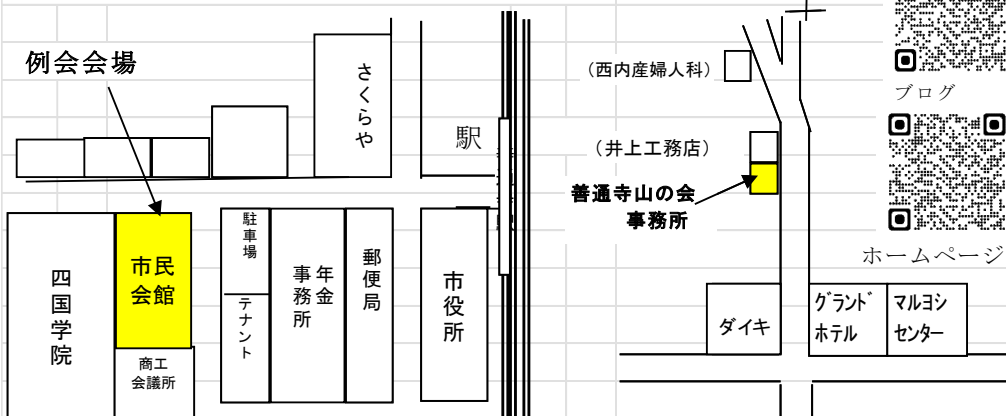 例会会場
さくらや
駅
四国学院
市民
会館
商工
会議所
駐車場
テナント
年金
事務所
郵便局
市役所
(西内産婦人科)
(井上工務店)
善通寺山の会
事務所
ダイキ
グランド
ホテル
マルヨシ
センター
ブログ
ホームページ